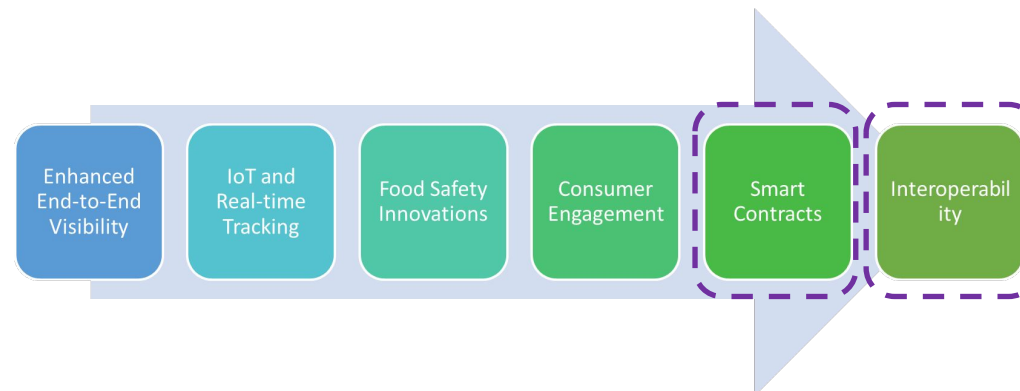 Enhanced
End-to-End
Visibility
IoT and
Real-time
Tracking
Food Safety
Innovations
Consumer
Engagement
Smart
Contracts
Interoperabil
ity